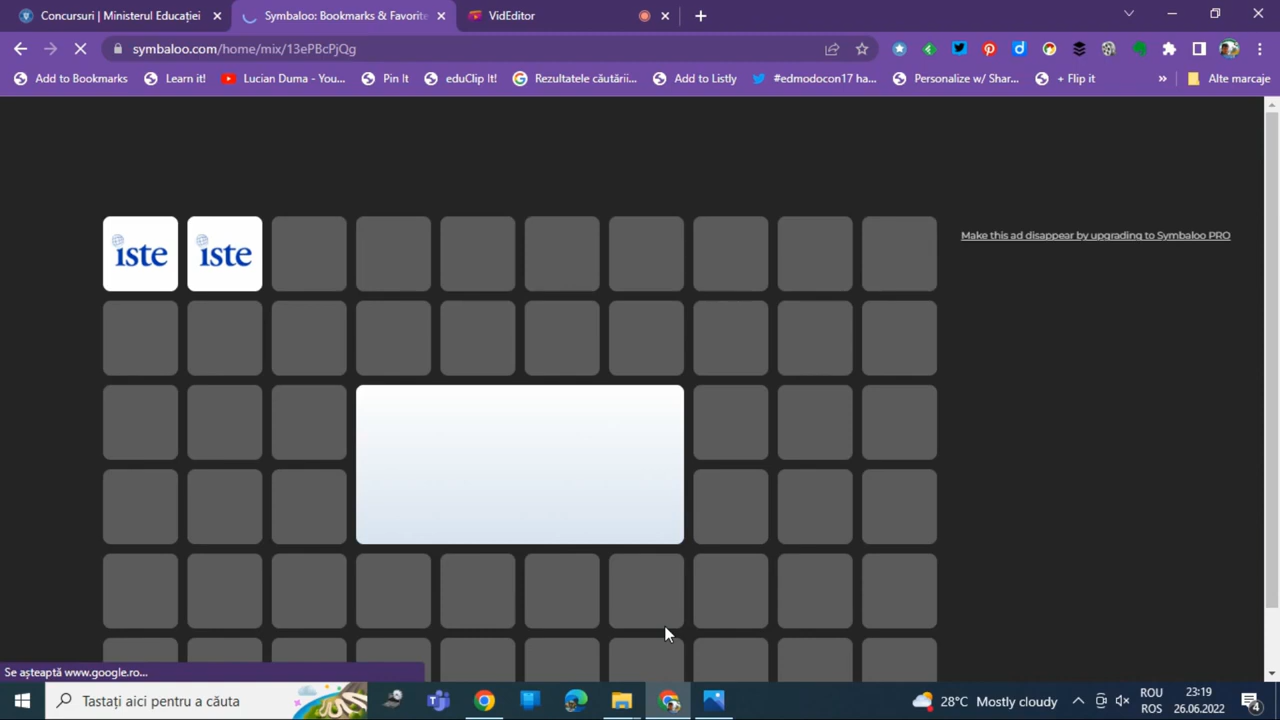 Concursuri | Ministerul Educației
Symbaloo: Bookmarks & Favorite
VidEditor
symbaloo.com/home/mix/13ePBcPjQg
Add to Bookmarks
Learn it!
Lucian Duma - You...
Pin It
eduClip It!
Rezultatele căutării...
Add to Listly
#edmodocon17 ha...
Personalize w/ Shar...
+ Flip it
»
Alte marcaje
iste
iste
Make this ad disappear by upgrading to Symbaloo PRO
Se așteaptă www.google.ro...
Tastați aici pentru a căuta
28°C Mostly cloudy
ROU
ROS
23:19
26.06.2022
4